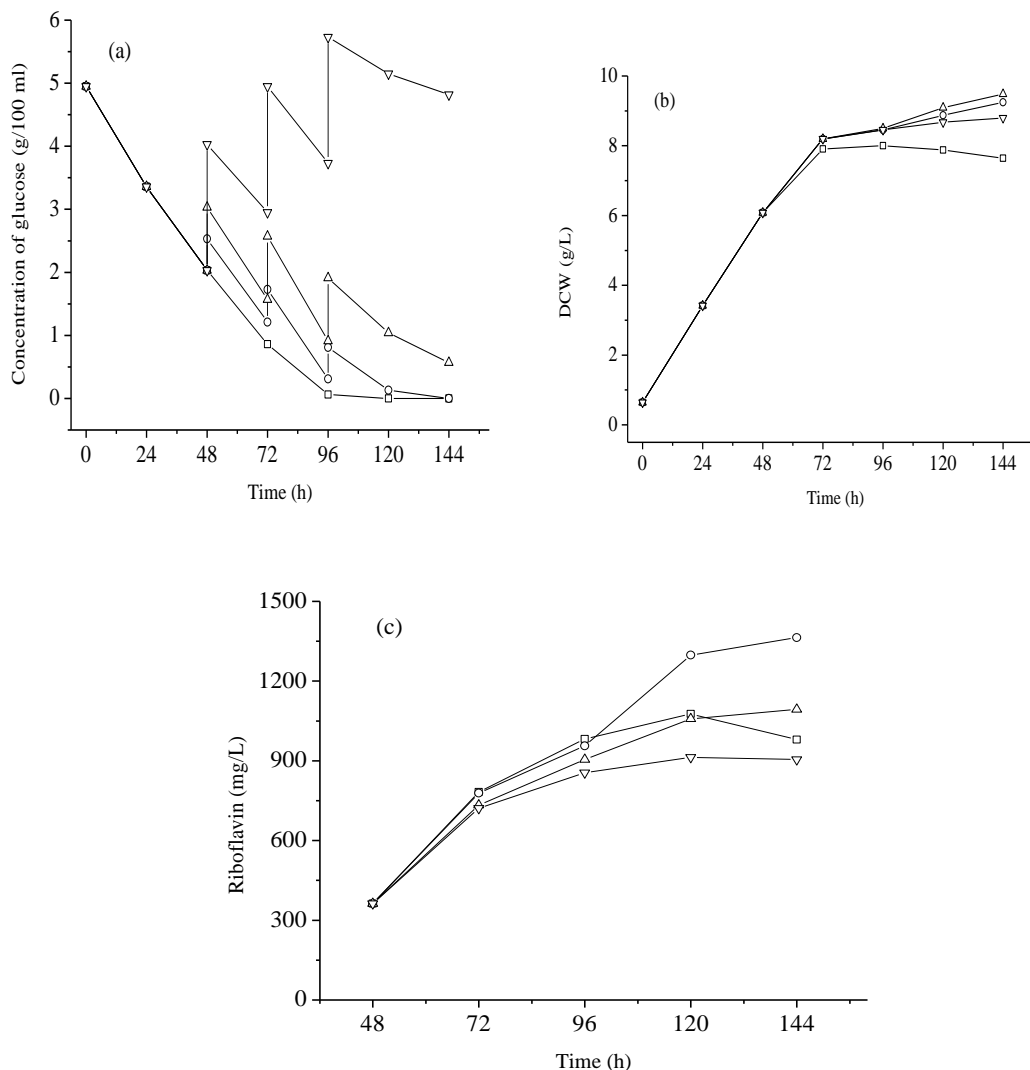 (a)
Concentration of glucose (g/100 ml)
6
5
4
3
2
1
0
0 24 48 72 96 120 144
Time (h)
(b)
DCW (g/L)
10
8
6
4
2
0
0 24 48 72 96 120 144
Time (h)
(c)
Riboflavin (mg/L)
1500
1200
900
600
300
0
48 72 96 120 144
Time (h)